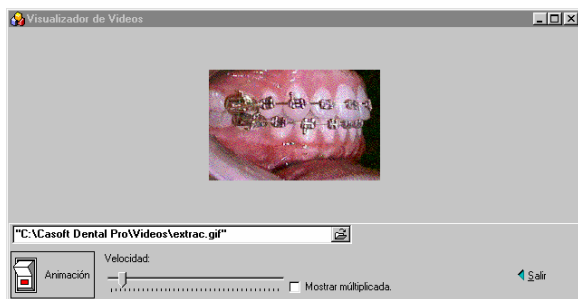 Visualizador de Videos
"C:\Casoft Dental Pro\Videos\extrac.gif"
Velocidad:
Animación
Mostrar múltiplicada.
Salir